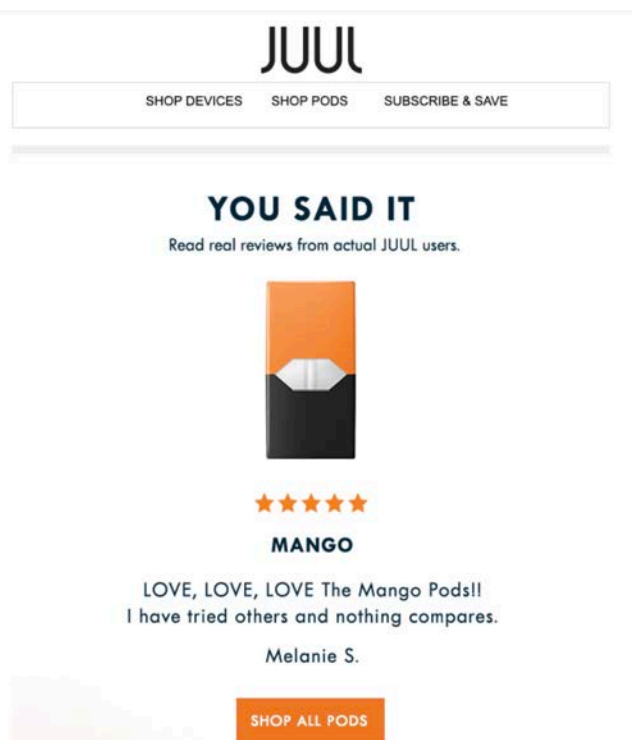 JUUL
SHOP DEVICES SHOP PODS SUBSCRIBE & SAVE
YOU SAID IT
Read real reviews from actual JUUL users.
MANGO
LOVE, LOVE, LOVE The Mango Pods!!
I have tried others and nothing compares.
Melanie S.
SHOP ALL PODS